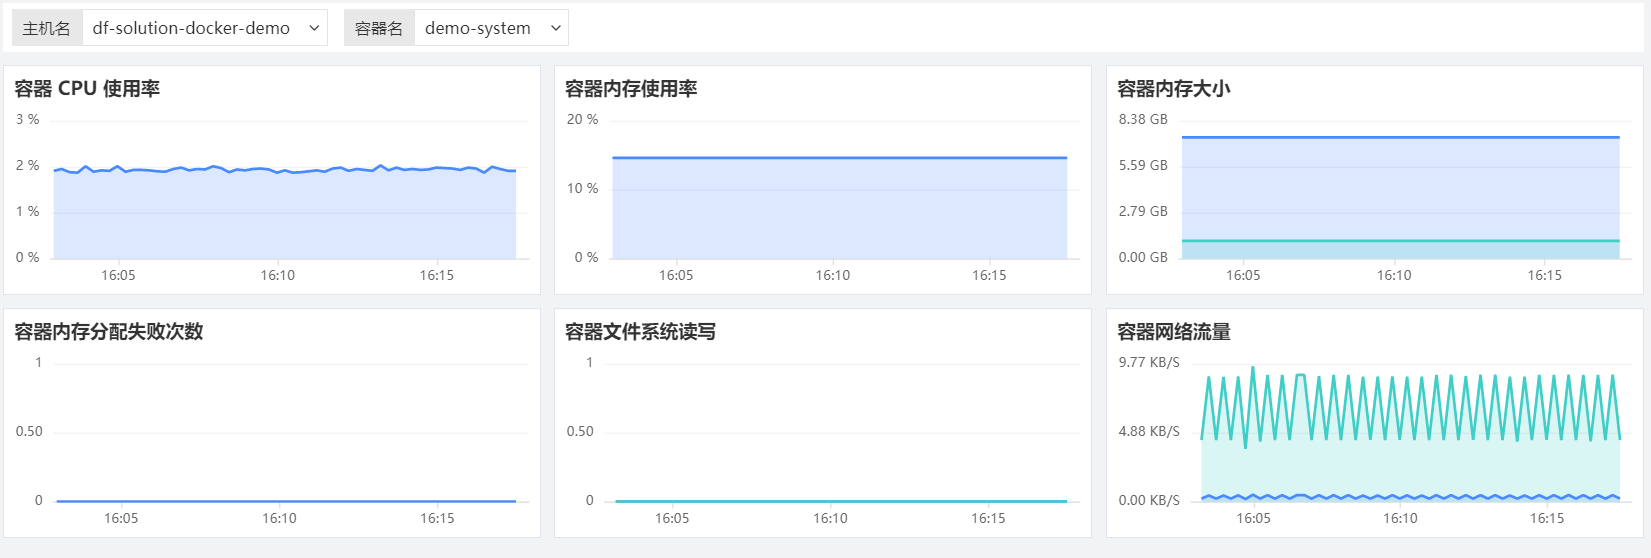 主机名 df-solution-docker-demo 容器名 demo-system
容器 CPU 使用率
3 %
2 %
1 %
0 %
16:05 16:10 16:15
容器内存使用率
20 %
10 %
0 %
16:05 16:10 16:15
容器内存大小
8.38 GB
5.59 GB
2.79 GB
0.00 GB
16:05 16:10 16:15
容器内存分配失败次数
1
0.50
0
16:05 16:10 16:15
容器文件系统读写
1
0.50
0
16:05 16:10 16:15
容器网络流量
9.77 KB/S
4.88 KB/S
0.00 KB/S
16:05 16:10 16:15